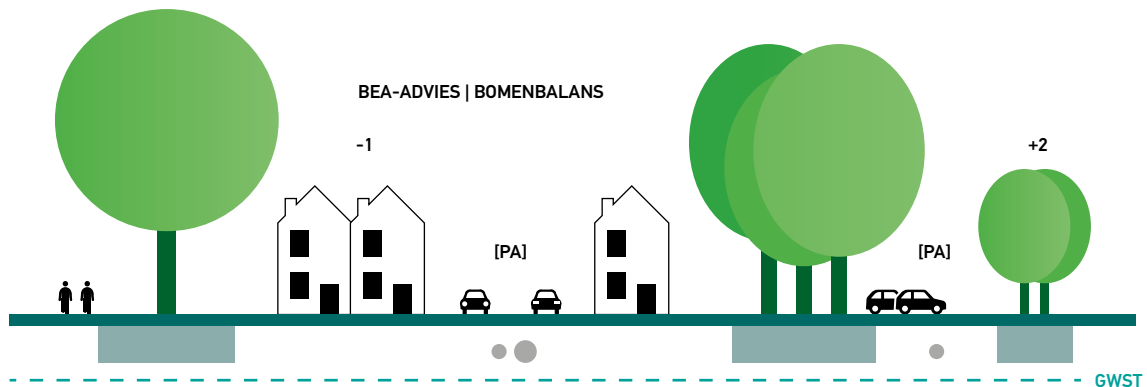 BEA-ADVIES | BOMENBALANS
-1
+2
[PA]
[PA]
GWST